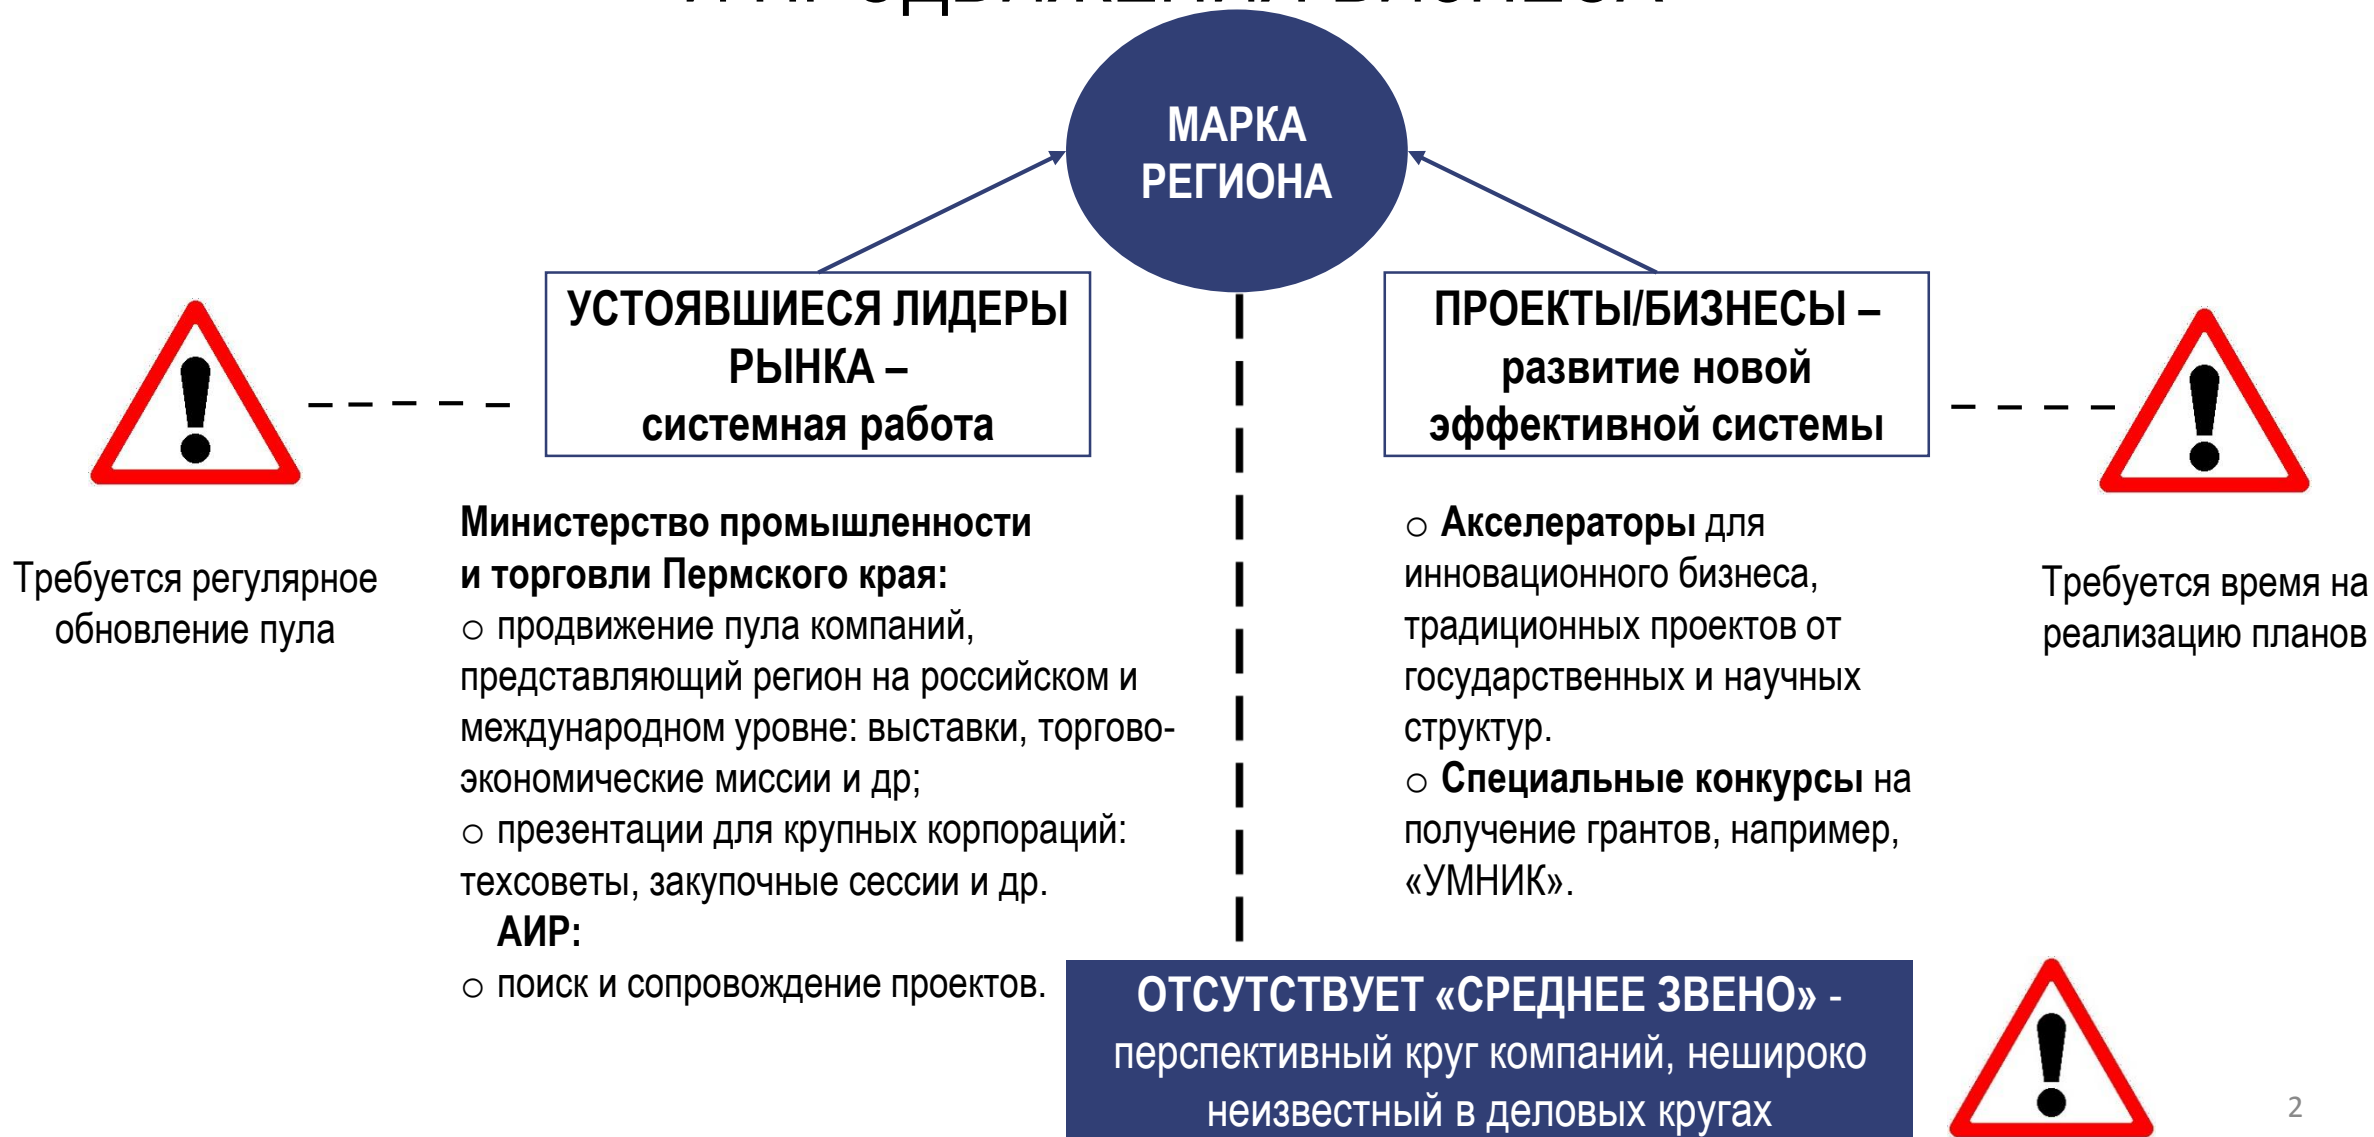 И ПРОДВИЖЕНИЯ БИЗНЕСА
МАРКА
РЕГИОНА
УСТОЯВШИЕСЯ ЛИДЕРЫ
РЫНКА –
системная работа
ПРОЕКТЫ/БИЗНЕСЫ –
развитие новой
эффективной системы
Требуется регулярное
обновление пула
Министерство промышленности
и торговли Пермского края:
o продвижение пула компаний,
представляющий регион на российском и
международном уровне: выставки, торгово-
экономические миссии и др;
o презентации для крупных корпораций:
техсоветы, закупочные сессии и др.
АИР:
o поиск и сопровождение проектов.
o Акселераторы для
инновационного бизнеса,
традиционных проектов от
государственных и научных
структур.
o Специальные конкурсы на
получение грантов, например,
«УМНИК».
Требуется время на
реализацию планов
ОТСУТСТВУЕТ «СРЕДНЕЕ ЗВЕНО» -
перспективный круг компаний, нешироко
неизвестный в деловых кругах
2